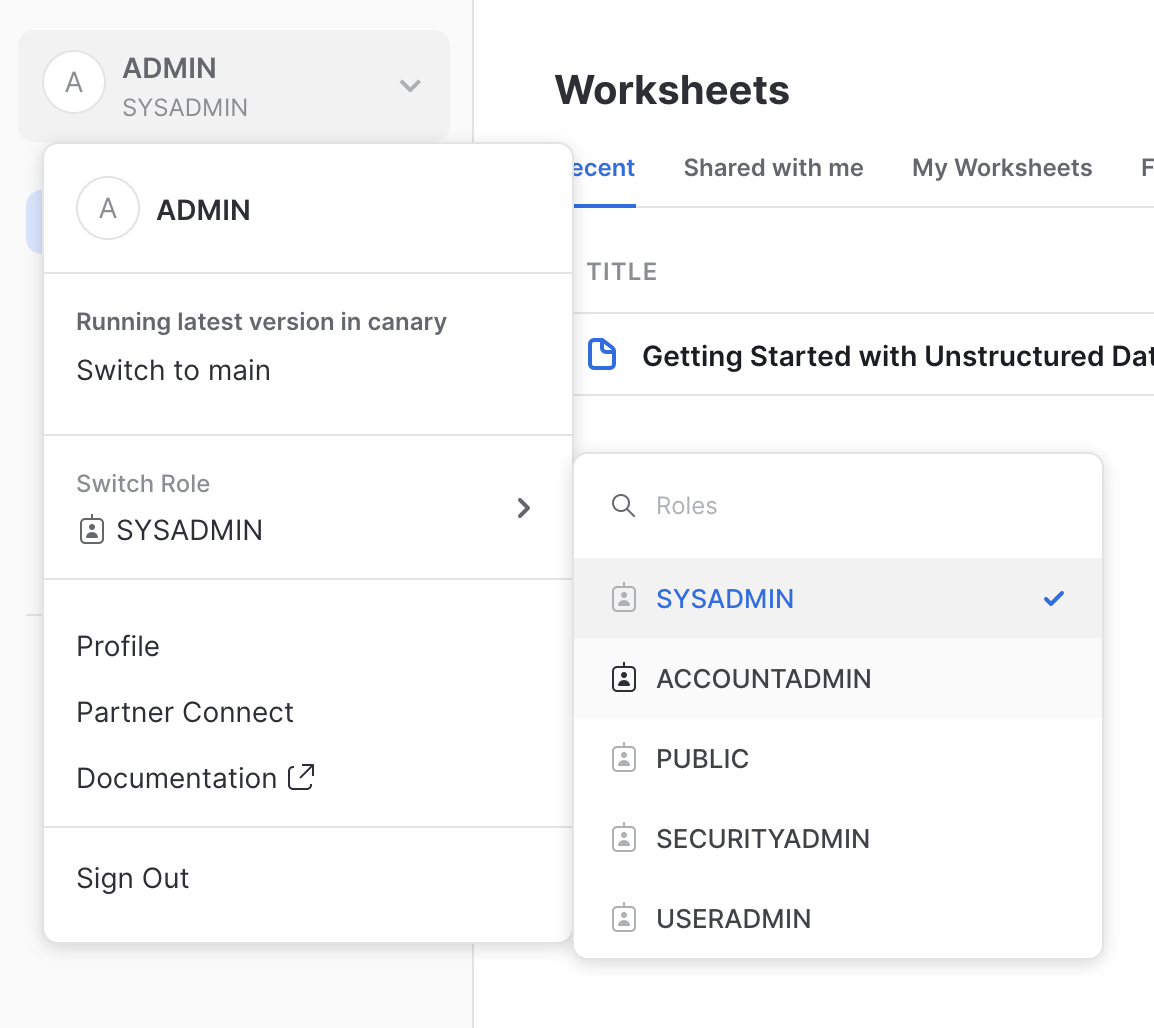 A
ADMIN
SYSADMIN
Worksheets
ecent
Shared with me
My Worksheets
F
A
ADMIN
TITLE
Running latest version in canary
Switch to main
Getting Started with Unstructured Dat
Switch Role
SYSADMIN
Roles
SYSADMIN
ACCOUNTADMIN
PUBLIC
SECURITYADMIN
USERADMIN
Profile
Partner Connect
Documentation
Sign Out